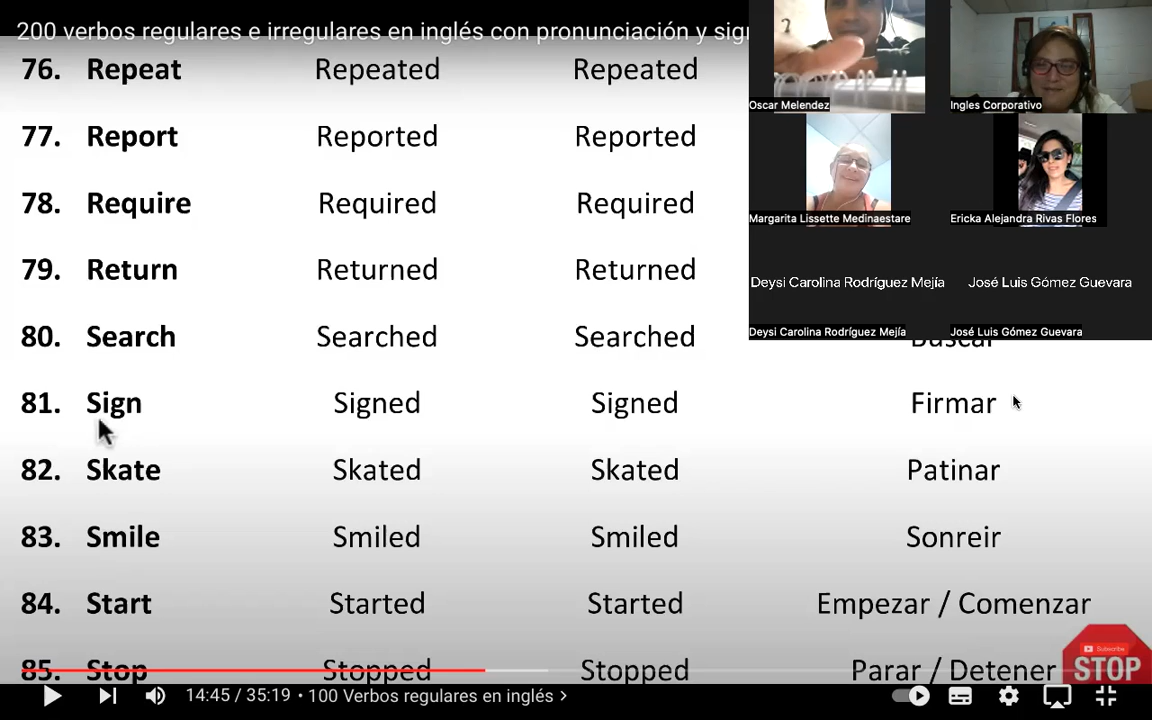 200 verbos regulares e irregulares en inglés con pronunciación y
76. Repeat Repeated Repeated
Oscar Melendez Ingles Corporativo
77. Report Reported Reported
78. Require Required Required
Margarita Lissette Medinaestare Ericka Alejandra Rivas Flores
79. Return Returned Returned
Deysi Carolina Rodríguez Mejía José Luis Gómez Guevara
Deysi Carolina Rodríguez Mejía José Luis Gómez Guevara
80. Search Searched Searched Buscar
81. Sign Signed Signed Firmar
82. Skate Skated Skated Patinar
83. Smile Smiled Smiled Sonreir
84. Start Started Started Empezar / Comenzar
85. Stop Stopped Stopped Parar / Detener
Subscribe
STOP
14:45 / 35:19 • 100 Verbos regulares en inglés >